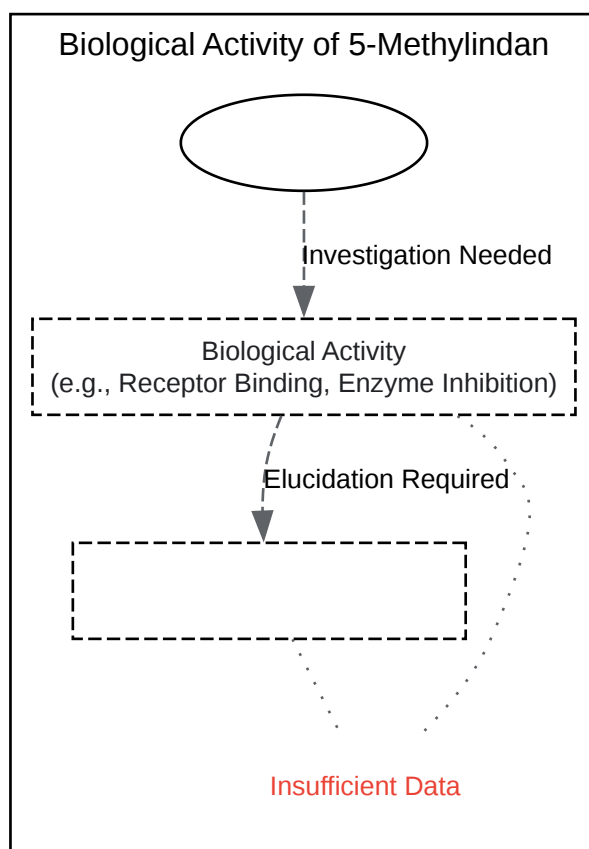 Biological Activity of 5-Methylindan
Investigation Needed
Biological Activity
(e.g., Receptor Binding, Enzyme Inhibition)
Elucidation Required
Insufficient Data